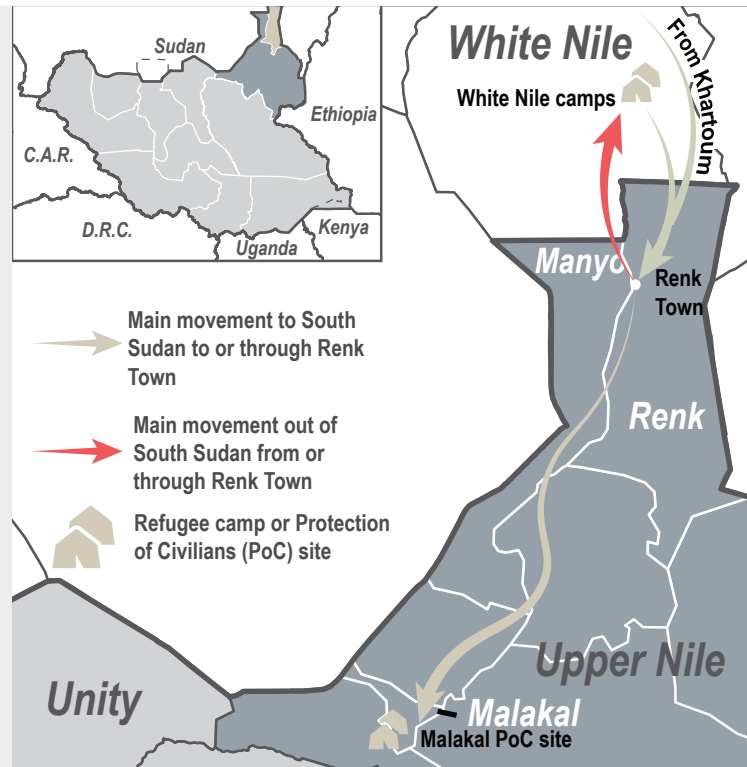 Sudan
Ethiopia
C.A.R.
D.R.C.
Uganda
Kenya
White Nile
From Khartoum
White Nile camps
Manyo
Renk
Town
Main movement to South
Sudan to or through Renk
Town
Renk
Main movement out of
South Sudan from or
through Renk Town
Refugee camp or Protection
of Civilians (PoC) site
Upper Nile
Unity
Malakal
Malakal PoC site